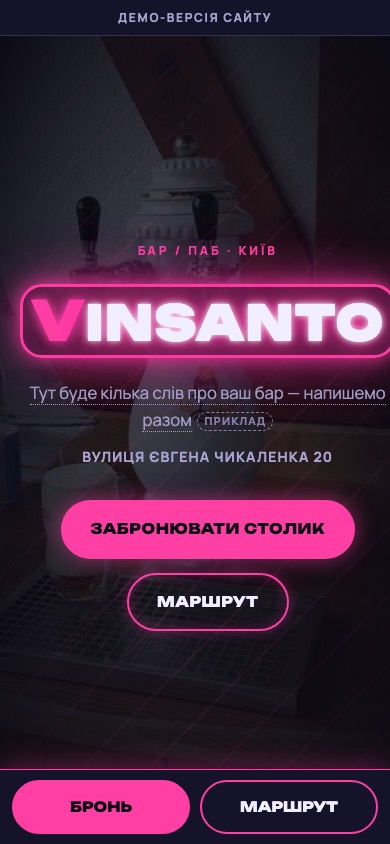 ДЕМО-ВЕРСІЯ САЙТУ
БАР / ПАБ · КИЇВ
VINSANTO
Тут буде кілька слів про ваш бар — напишемо
разом ПРИКЛАД
ВУЛИЦЯ ЄВГЕНА ЧИКАЛЕНКА 20
ЗАБРОНЮВАТИ СТОЛИК
МАРШРУТ
БРОНЬ МАРШРУТ